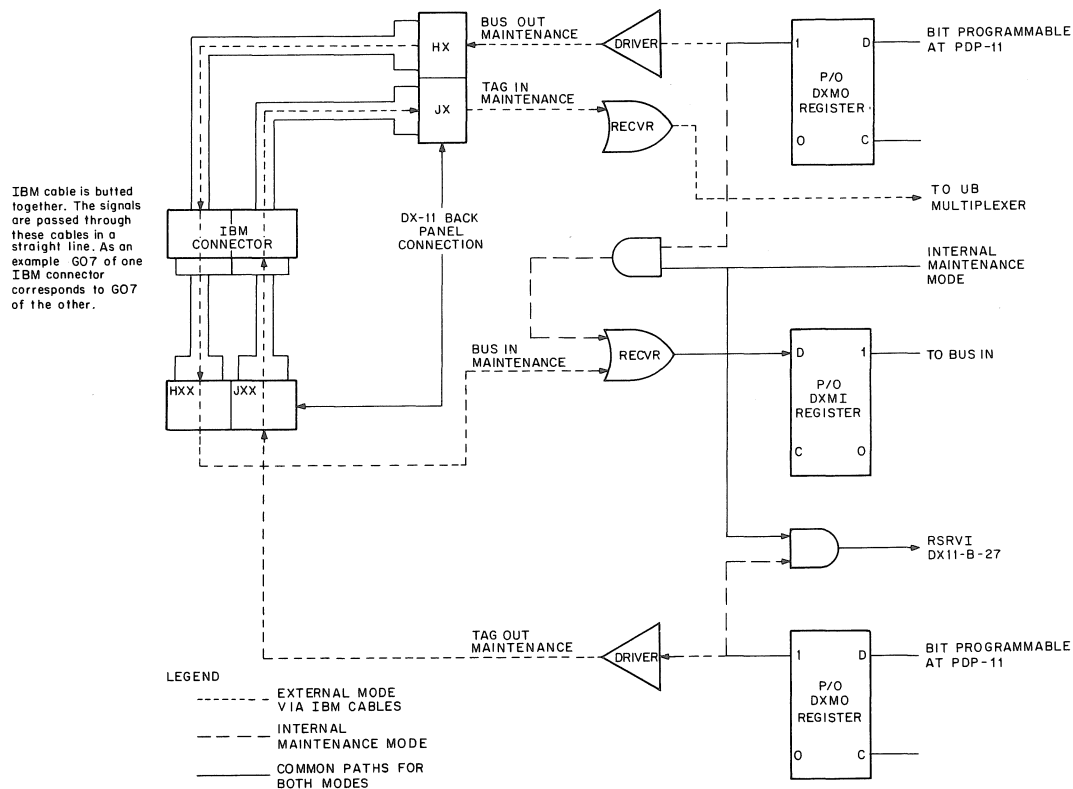 BUS OUT
MAINTENANCE
HX
DRIVER
1
D
BIT PROGRAMMABLE
AT PDP-11
P/O
DXMO
REGISTER
O
C
TAG IN
MAINTENANCE
JX
RECVR
TO UB
MULTIPLEXER
IBM cable is butted
together. The signals
are passed through
these cables in a
straight line. As an
example GO7 of one
IBM connector
corresponds to GO7
of the other.
IBM
CONNECTOR
DX-11 BACK
PANEL
CONNECTION
INTERNAL
MAINTENANCE
MODE
BUS IN
MAINTENANCE
RECVR
D
1
TO BUS IN
P/O
DXMI
REGISTER
C
O
HXX
JXX
RSRVI
DX11-B-27
TAG OUT
MAINTENANCE
DRIVER
1
D
BIT PROGRAMMABLE
AT PDP-11
P/O
DXMO
REGISTER
O
C
LEGEND
EXTERNAL MODE
VIA IBM CABLES
INTERNAL
MAINTENANCE MODE
COMMON PATHS FOR
BOTH MODES